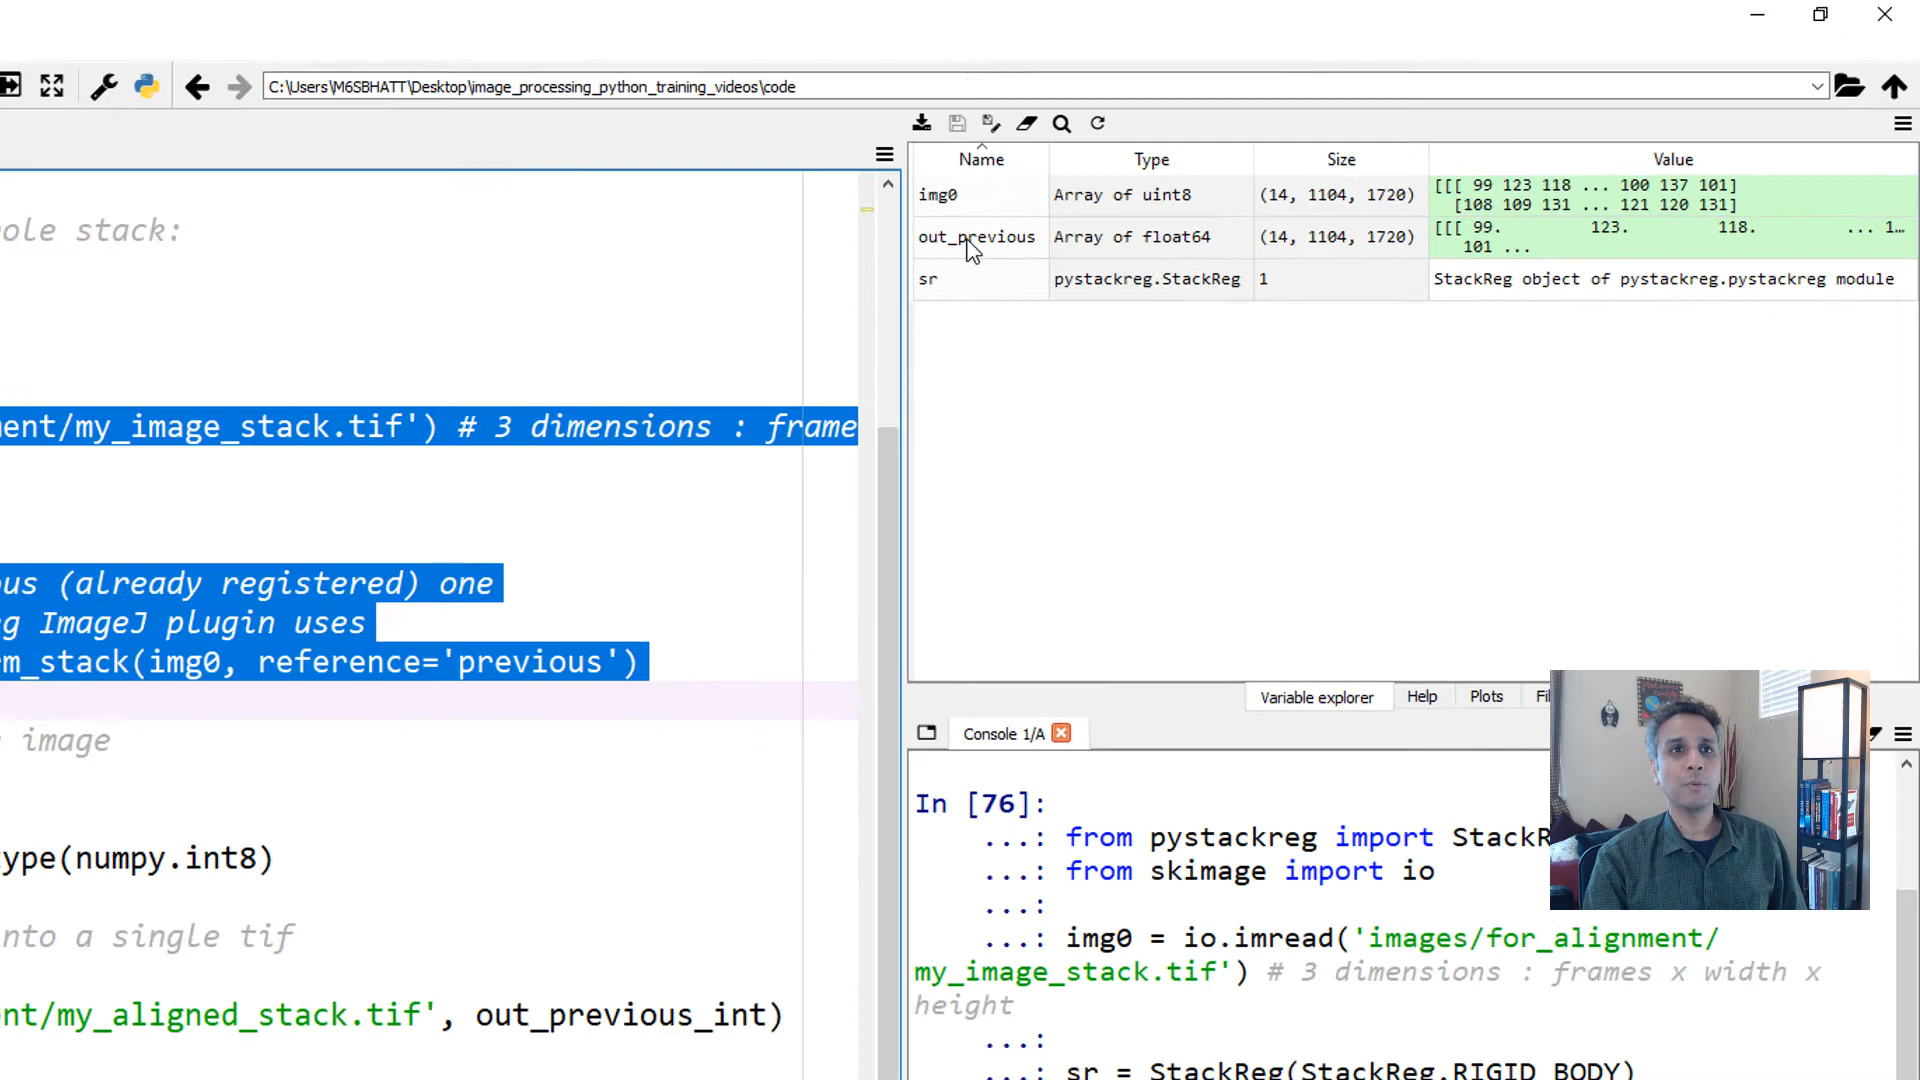 C:\Users\M6SBHATT\Desktop\image_processing_python_training_videos\code
ole stack:
ent/my_image_stack.tif') # 3 dimensions : frame
us (already registered) one
g ImageJ plugin uses
m_stack(img0, reference='previous')
image
type(numpy.int8)
nto a single tif
nt/my_aligned_stack.tif', out_previous_int)
Name Type Size Value
img0 Array of uint8 (14, 1104, 1720) [[[ 99 123 118 ... 100 137 101]
[108 109 131 ... 121 120 131]
out_previous Array of float64 (14, 1104, 1720) [[[ 99. 123. 118. ... 1…
101 ...
sr pystackreg.StackReg 1 StackReg object of pystackreg.pystackreg module
Variable explorer Help Plots Fi
Console 1/A
In [76]:
...: from pystackreg import StackR
...: from skimage import io
...:
...: img0 = io.imread('images/for_alignment/
my_image_stack.tif') # 3 dimensions : frames x width x
height
...:
sr = StackReg(StackReg.RIGID_BODY)